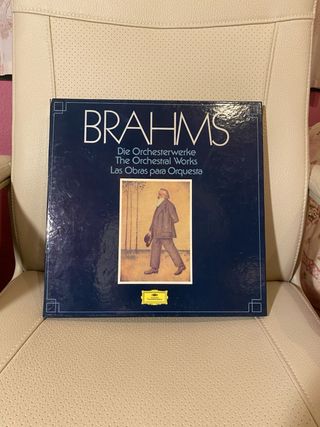 BRAHMS
Die Orchesterwerke
The Orchestral Works
Las Obras para Orquesta